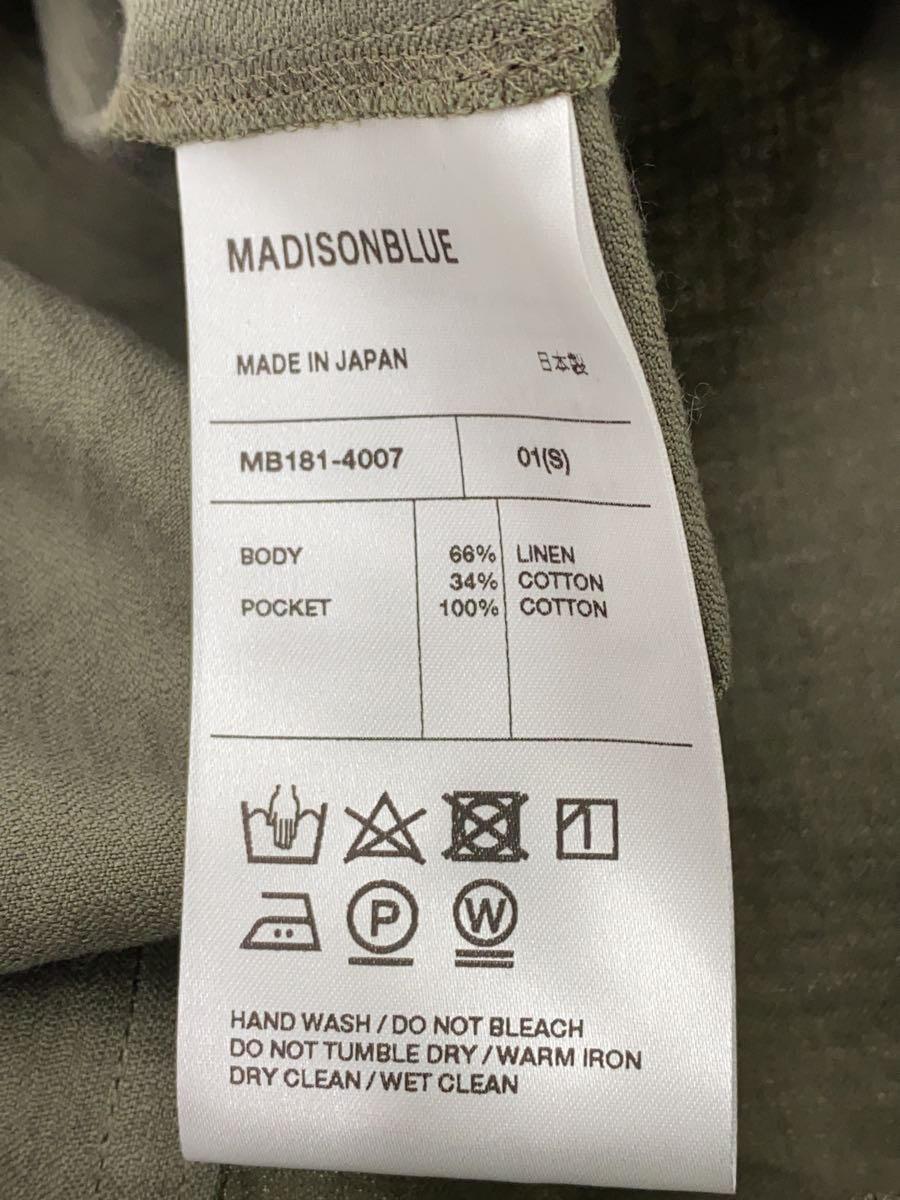 MADISONBLUE
MADE IN JAPAN 日本製
MB181-4007 01(S)
BODY 66% LINEN
34% COTTON
POCKET 100% COTTON
P W
HAND WASH / DO NOT BLEACH
DO NOT TUMBLE DRY / WARM IRON
DRY CLEAN / WET CLEAN